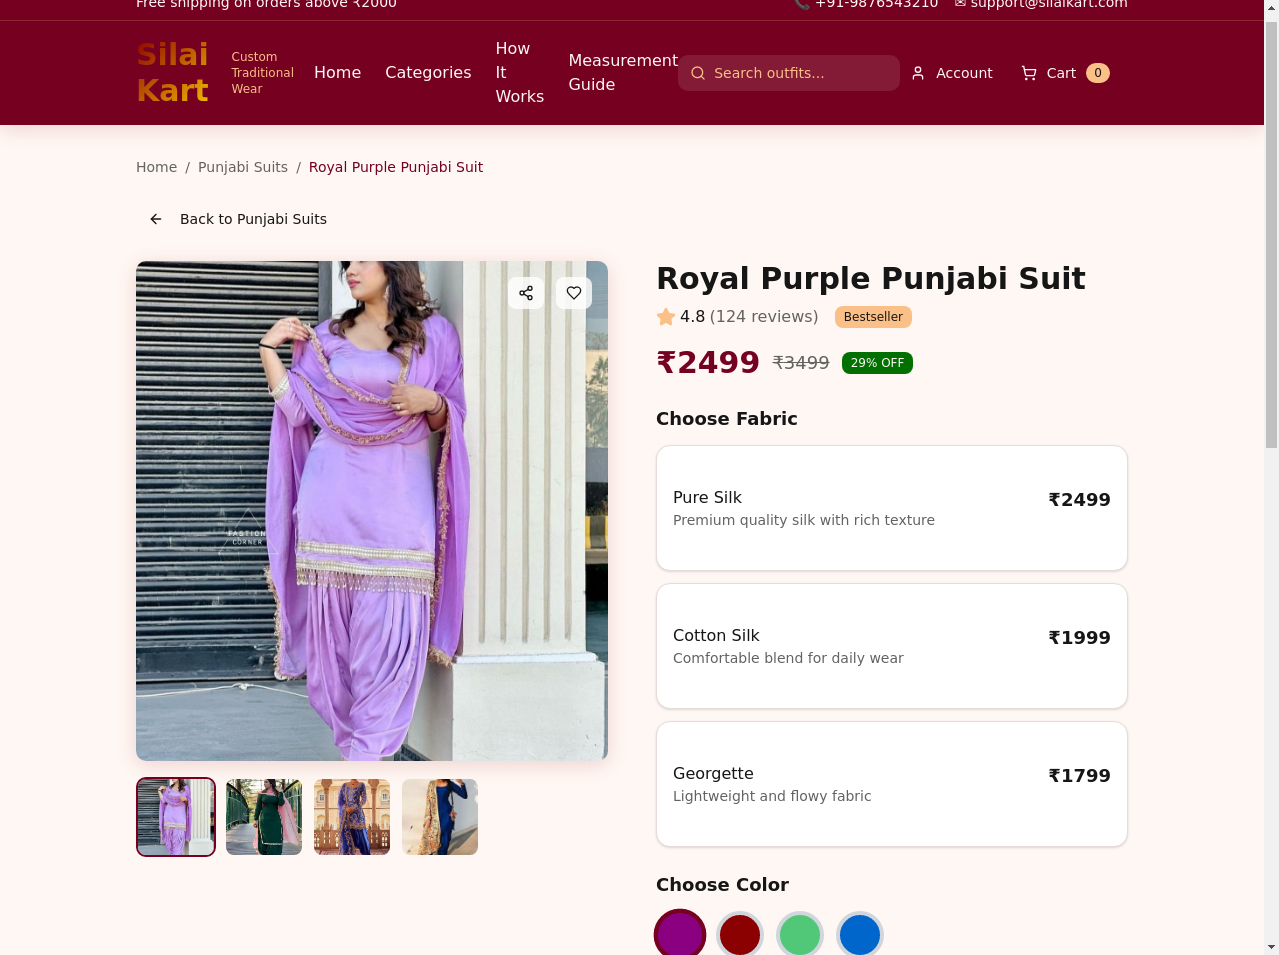 Free shipping on orders above ₹2000
📞 +91-9876543210
✉ support@silaikart.com
Silai
Kart
Custom
Traditional
Wear
Home
Categories
How
It
Works
Measurement
Guide
Search outfits...
Account
Cart
0
Home / Punjabi Suits / Royal Purple Punjabi Suit
Back to Punjabi Suits
FASTION
CORNER
Royal Purple Punjabi Suit
4.8 (124 reviews)
Bestseller
₹2499 ₹3499 29% OFF
Choose Fabric
Pure Silk
₹2499
Premium quality silk with rich texture
Cotton Silk
₹1999
Comfortable blend for daily wear
Georgette
₹1799
Lightweight and flowy fabric
Choose Color